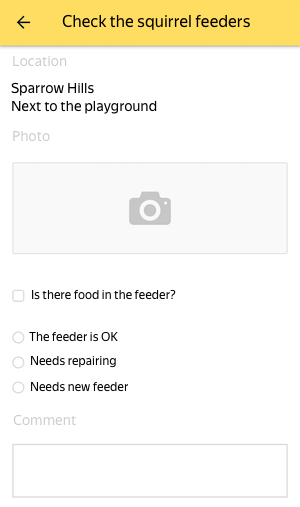 Check the squirrel feeders
Location
Sparrow Hills
Next to the playground
Photo
Is there food in the feeder?
The feeder is OK
Needs repairing
Needs new feeder
Comment